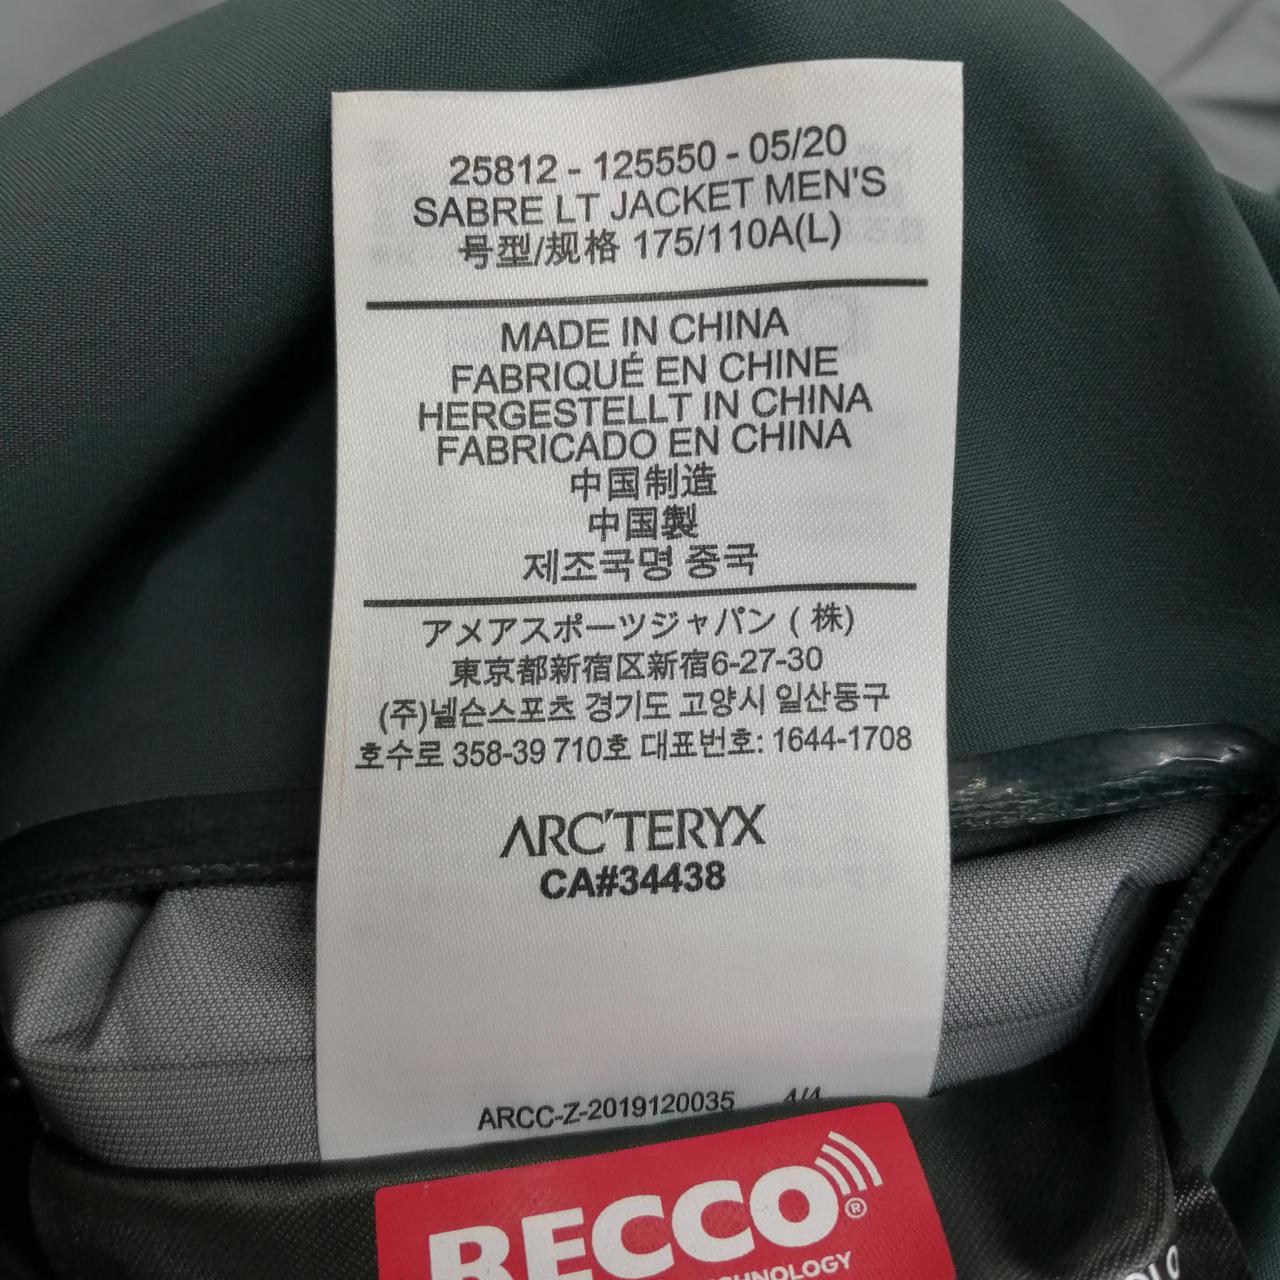 25812 - 125550 - 05/20
SABRE LT JACKET MEN'S
号型/规格 175/110A(L)
MADE IN CHINA
FABRIQUÉ EN CHINE
HERGESTELLT IN CHINA
FABRICADO EN CHINA
中国制造
中国製
제조국명 중국
アメアスポーツジャパン ( 株)
東京都新宿区新宿6-27-30
(주)넬슨스포츠 경기도 고양시 일산동구
호수로 358-39 710호 대표번호: 1644-1708
ARC'TERYX
CA#34438
ARCC-Z-2019120035 4/4
RECCO®